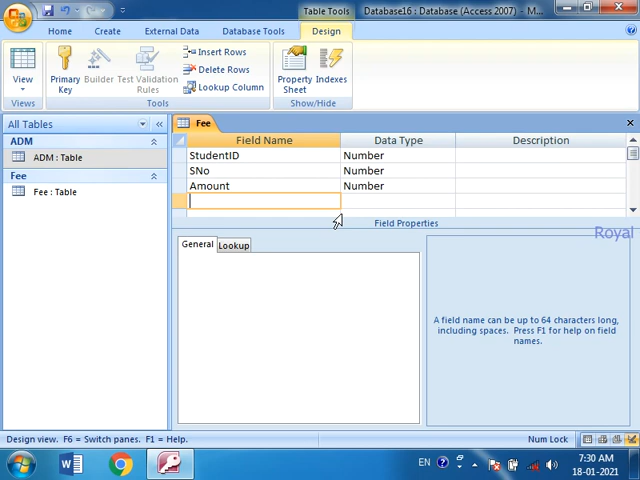 Table Tools
Database16 : Database (Access 2007) - M...
Home
Create
External Data
Database Tools
Design
View
Primary Key
Builder
Test Validation Rules
Insert Rows
Delete Rows
Lookup Column
Property Sheet
Indexes
Views
Tools
Show/Hide
All Tables
ADM
ADM : Table
Fee
Fee : Table
Fee
Field Name
Data Type
Description
StudentID
Number
SNo
Number
Amount
Number
Field Properties
Royal
General
Lookup
A field name can be up to 64 characters long,
including spaces. Press F1 for help on field
names.
Design view. F6 = Switch panes. F1 = Help.
Num Lock
EN
7:30 AM
18-01-2021